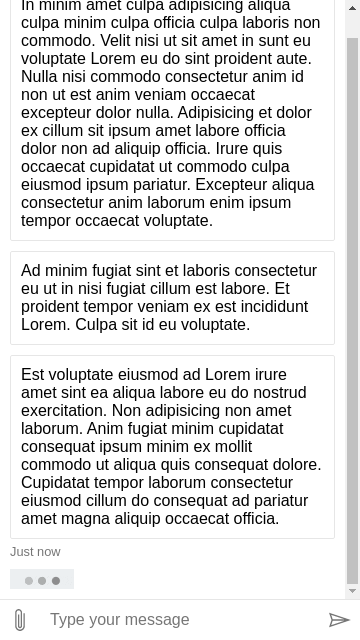 In minim amet culpa adipisicing aliqua
culpa minim culpa officia culpa laboris non
commodo. Velit nisi ut sit amet in sunt eu
voluptate Lorem eu do sint proident aute.
Nulla nisi commodo consectetur anim id
non ut est anim veniam occaecat
excepteur dolor nulla. Adipisicing et dolor
ex cillum sit ipsum amet labore officia
dolor non ad aliquip officia. Irure quis
occaecat cupidatat ut commodo culpa
eiusmod ipsum pariatur. Excepteur aliqua
consectetur anim laborum enim ipsum
tempor occaecat voluptate.
Ad minim fugiat sint et laboris consectetur
eu ut in nisi fugiat cillum est labore. Et
proident tempor veniam ex est incididunt
Lorem. Culpa sit id eu voluptate.
Est voluptate eiusmod ad Lorem irure
amet sint ea aliqua labore eu do nostrud
exercitation. Non adipisicing non amet
laborum. Anim fugiat minim cupidatat
consequat ipsum minim ex mollit
commodo ut aliqua quis consequat dolore.
Cupidatat tempor laborum consectetur
eiusmod cillum do consequat ad pariatur
amet magna aliquip occaecat officia.
Just now
Type your message